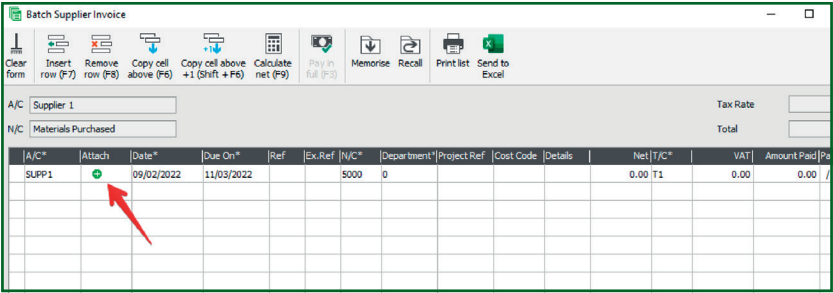 Batch Supplier Invoice
Clear form
Insert row (F7)
Remove row (F8)
Copy cell above (F6)
Copy cell above +1 (Shift + F6)
Calculate net (F9)
Pay in full (F3)
Memorise
Recall
Print list
Send to Excel
A/C Supplier 1 Tax Rate
N/C Materials Purchased Total
A/C* Attach Date* Due On* Ref Ex.Ref N/C* Department* Project Ref Cost Code Details Net T/C* VAT Amount Paid Pa
SUPP1 09/02/2022 11/03/2022 5000 0 0.00 T1 0.00 0.00 /